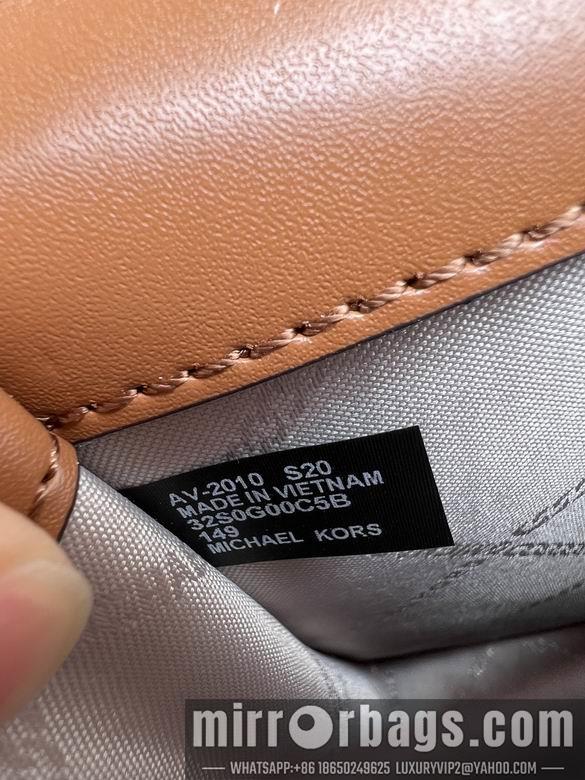 AV-2010 S20
MADE IN VIETNAM
32S0G00C5B
149
MICHAEL KORS
mirrorbags.com
WHATSAPP:+86 18650249625 LUXURYVIP2@YAHOO.COM